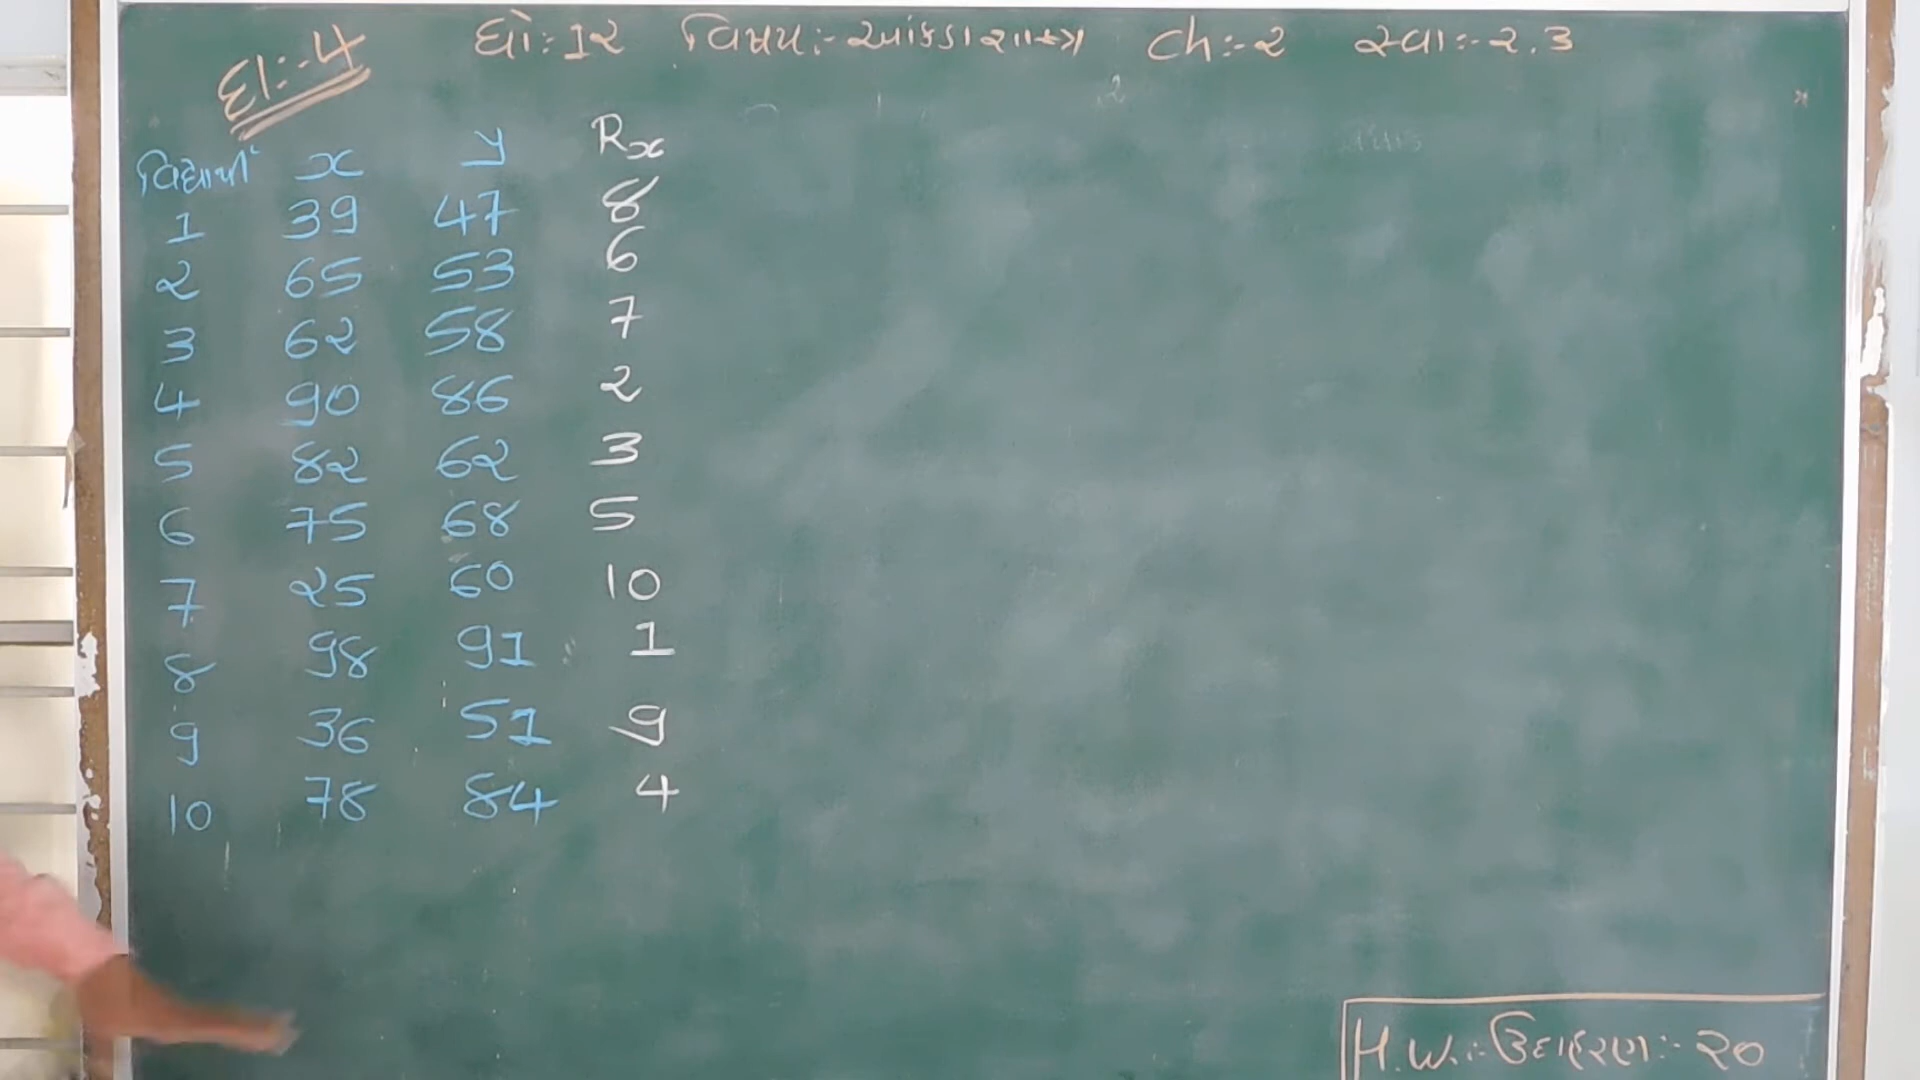 દા:-4 ધો:-12 વિષય:-આંકડાશાસ્ત્ર Ch:-2 સ્વા:-2.3
વિદ્યાર્થી x y Rx
1 39 47 8
2 65 53 6
3 62 58 7
4 90 86 2
5 82 62 3
6 75 68 5
7 25 60 10
8 98 91 1
9 36 51 9
10 78 84 4
H.W.:-ઉદાહરણ:-20